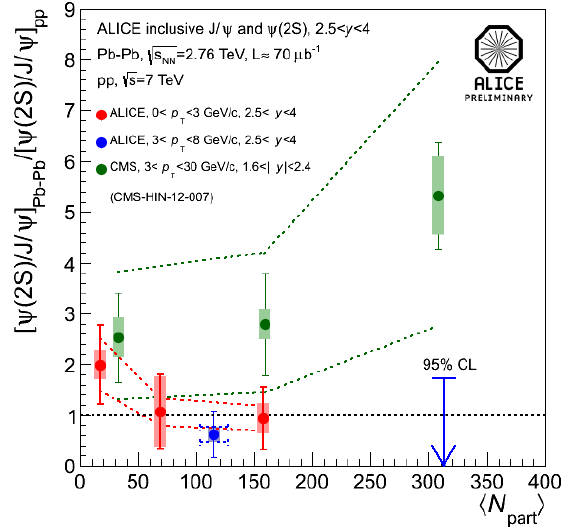 ALICE inclusive J/ψ and ψ(2S), 2.5<y<4
Pb-Pb, √sNN=2.76 TeV, L≈ 70 μb-1
pp, √s=7 TeV
ALICE, 0< pT<3 GeV/c, 2.5< y<4
ALICE, 3< pT<8 GeV/c, 2.5< y<4
CMS, 3< pT<30 GeV/c, 1.6<| y|<2.4
(CMS-HIN-12-007)
ALICE
PRELIMINARY
95% CL
[ψ(2S)/J/ψ]Pb-Pb/[ψ(2S)/J/ψ]pp
9
8
7
6
5
4
3
2
1
0
0 50 100 150 200 250 300 350 400
⟨Npart⟩